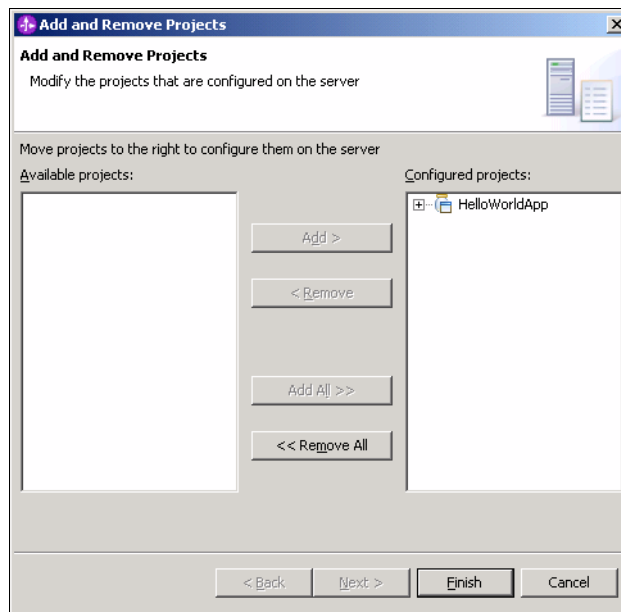 Add and Remove Projects
Add and Remove Projects
Modify the projects that are configured on the server
Move projects to the right to configure them on the server
Available projects:
Configured projects:
HelloWorldApp
Add >
< Remove
Add All >>
<< Remove All
< Back
Next >
Finish
Cancel